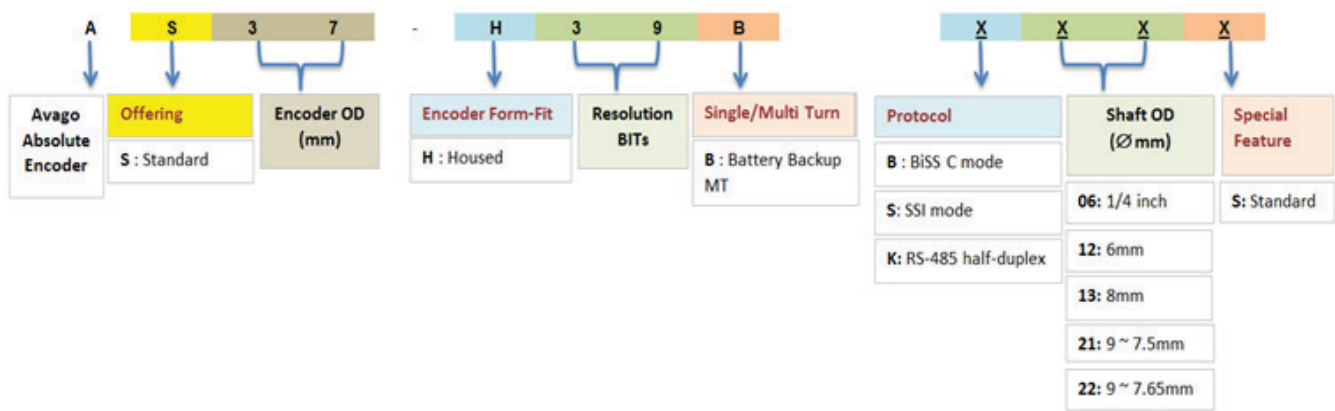 A S 3 7 - H 3 9 B X X X X
Avago
Absolute
Encoder
Offering
S : Standard
Encoder OD
(mm)
Encoder Form-Fit
H : Housed
Resolution
BITs
Single/Multi Turn
B : Battery Backup
MT
Protocol
B : BiSS C mode
S: SSI mode
K: RS-485 half-duplex
Shaft OD
(Ø mm)
06: 1/4 inch
12: 6mm
13: 8mm
21: 9 ~ 7.5mm
22: 9 ~ 7.65mm
Special
Feature
S: Standard